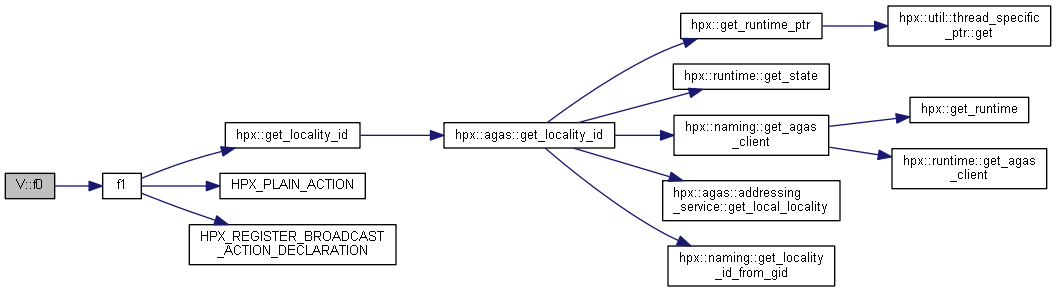 V::f0
f1
hpx::get_locality_id
HPX_PLAIN_ACTION
HPX_REGISTER_BROADCAST
_ACTION_DECLARATION
hpx::agas::get_locality_id
hpx::get_runtime_ptr
hpx::runtime::get_state
hpx::naming::get_agas
_client
hpx::agas::addressing
_service::get_local_locality
hpx::naming::get_locality
_id_from_gid
hpx::util::thread_specific
_ptr::get
hpx::get_runtime
hpx::runtime::get_agas
_client